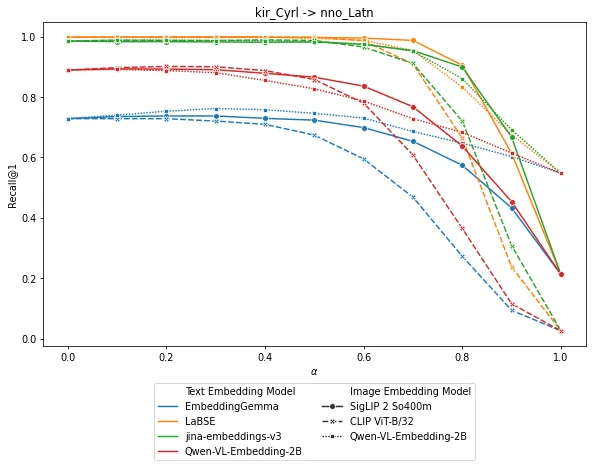 kir_Cyrl -> nno_Latn
1.0
0.8
0.6
0.4
0.2
0.0
Recall@1
0.0 0.2 0.4 0.6 0.8 1.0
α
Text Embedding Model Image Embedding Model
EmbeddingGemma SigLIP 2 So400m
LaBSE CLIP ViT-B/32
jina-embeddings-v3 Qwen-VL-Embedding-2B
Qwen-VL-Embedding-2B